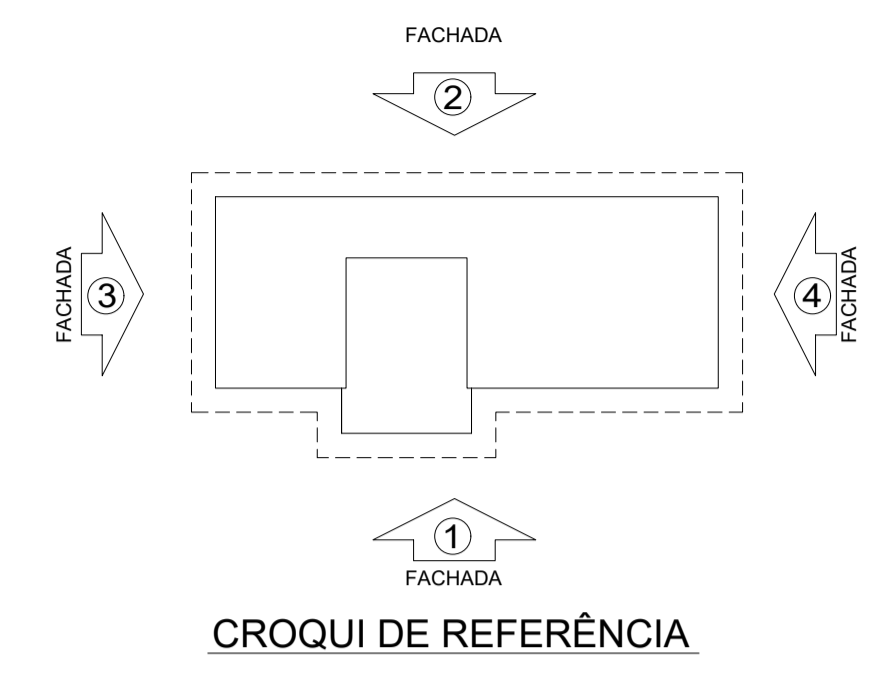 FACHADA
2
FACHADA
3
4
FACHADA
1
FACHADA
CROQUI DE REFERÊNCIA